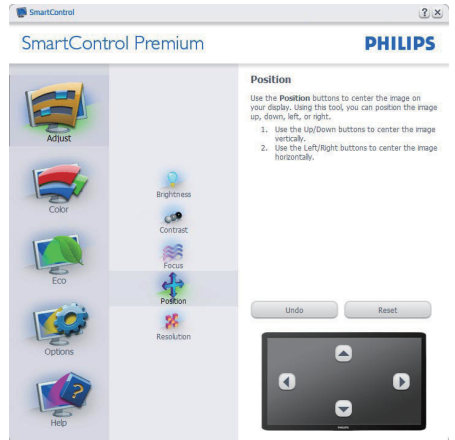 SmartControl
SmartControl Premium
PHILIPS
Adjust
Color
Eco
Options
Help
Brightness
Contrast
Focus
Position
Resolution
Position
Use the Position buttons to center the image on
your display. Using this tool, you can position the image
up, down, left, or right.
1. Use the Up/Down buttons to center the image
vertically.
2. Use the Left/Right buttons to center the image
horizontally.
Undo
Reset
PHILIPS